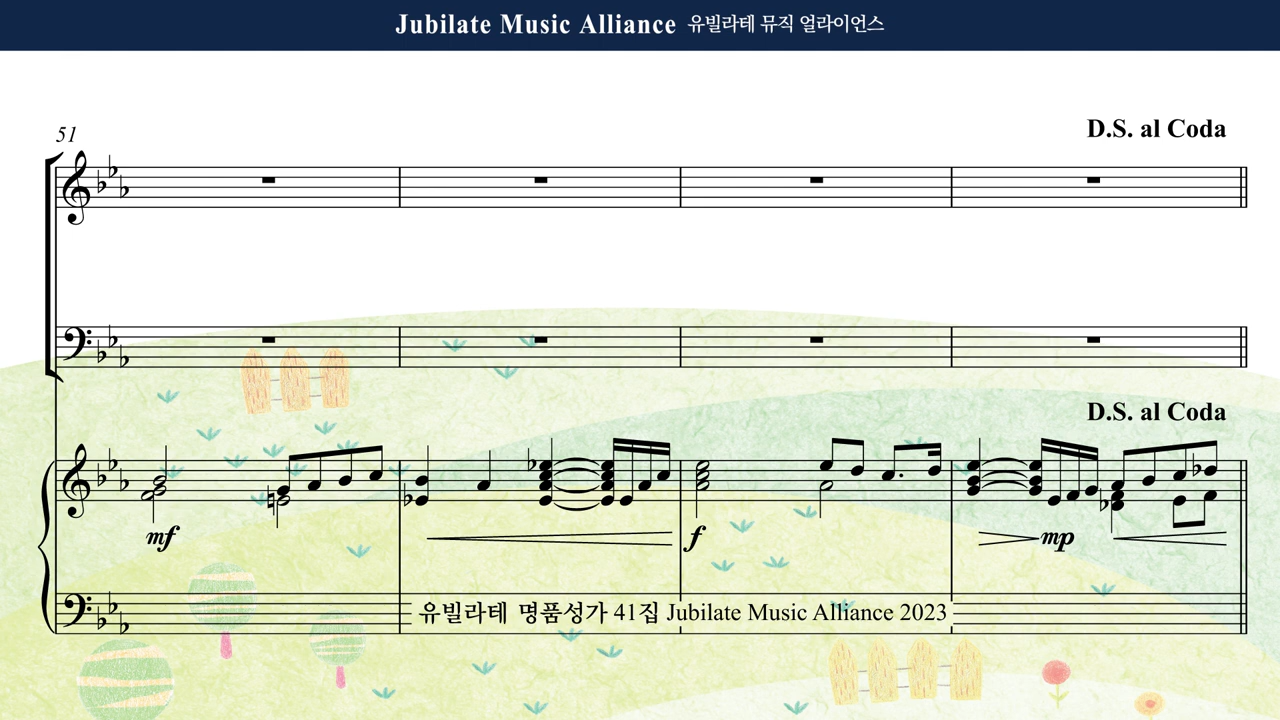 Jubilate Music Alliance 유빌라테 뮤직 얼라이언스
51
D.S. al Coda
D.S. al Coda
mf
f
mp
유빌라테 명품성가 41집 Jubilate Music Alliance 2023